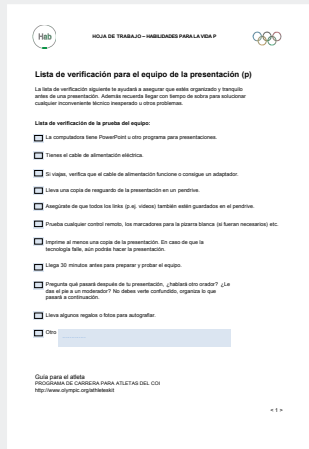 Hab
HOJA DE TRABAJO – HABILIDADES PARA LA VIDA P
Lista de verificación para el equipo de la presentación (p)
La lista de verificación siguiente te ayudará a asegurar que estés organizado y tranquilo
antes de una presentación. Además recuerda llegar con tiempo de sobra para solucionar
cualquier inconveniente técnico inesperado u otros problemas.
Lista de verificación de la prueba del equipo:
La computadora tiene PowerPoint u otro programa para presentaciones.
Tienes el cable de alimentación eléctrica.
Si viajas, verifica que el cable de alimentación funcione o consigue un adaptador.
Lleva una copia de resguardo de la presentación en un pendrive.
Asegúrate de que todos los links (p.ej. videos) también estén guardados en el pendrive.
Prueba cualquier control remoto, los marcadores para la pizarra blanca (si fueran necesarios) etc.
Imprime al menos una copia de la presentación. En caso de que la
tecnología falle, aún podrás hacer la presentación.
Llega 30 minutos antes para preparar y probar el equipo.
Pregunta qué pasará después de tu presentación, ¿hablará otro orador? ¿Le
das el pie a un moderador? No debes verte confundido, organiza lo que
pasará a continuación.
Lleva algunos regalos o fotos para autografiar.
Otro
Guía para el atleta
PROGRAMA DE CARRERA PARA ATLETAS DEL COI
http://www.olympic.org/athleteskit
< 1 >